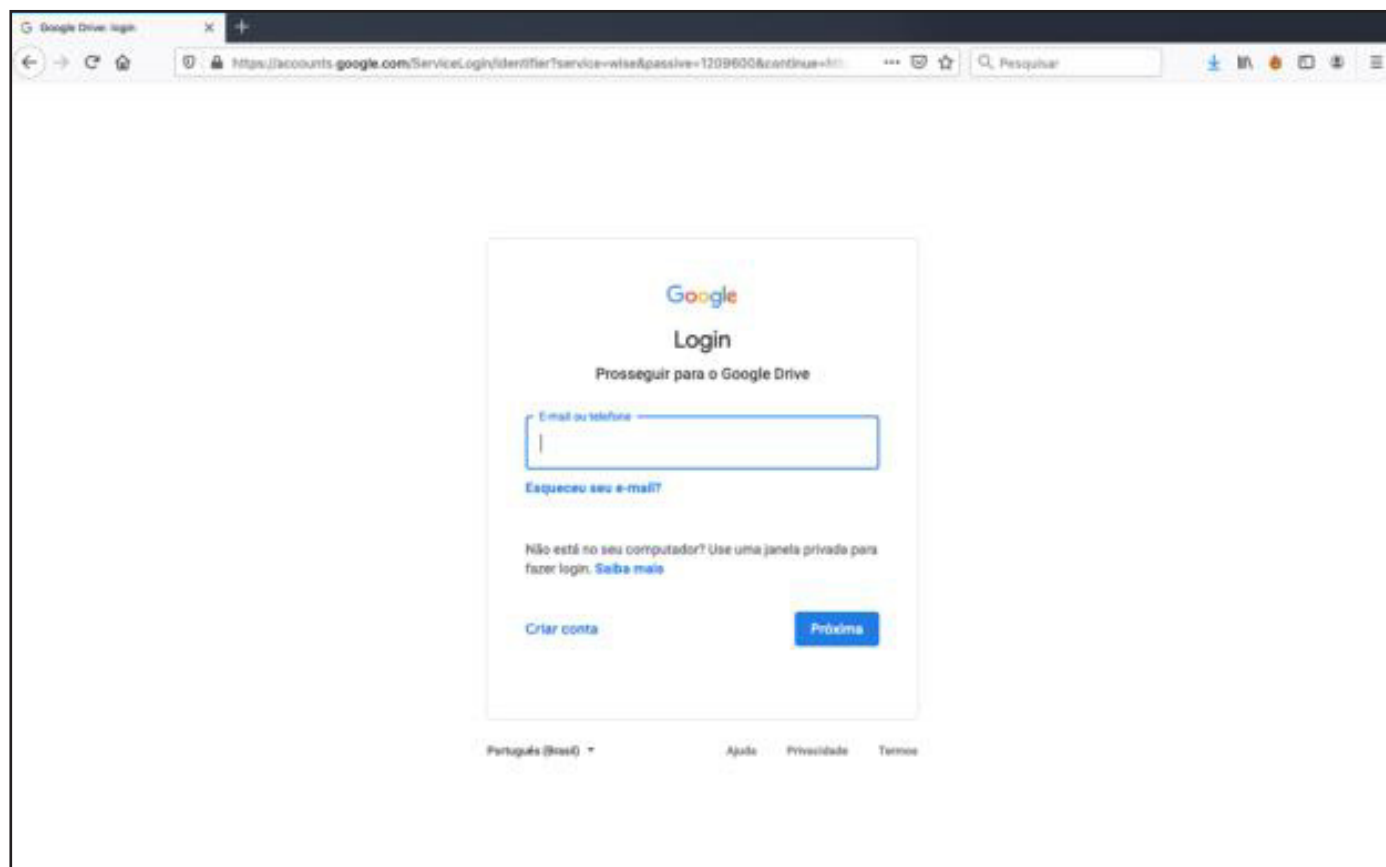 Google Drive: login
https://accounts.google.com/ServiceLogin/identifier?service=wise&passive=1209600&continue=htt
Pesquisar
Google
Login
Prosseguir para o Google Drive
E-mail ou telefone
Esqueceu seu e-mail?
Não está no seu computador? Use uma janela privada para
fazer login. Saiba mais
Criar conta
Próxima
Português (Brasil)
Ajuda Privacidade Termos